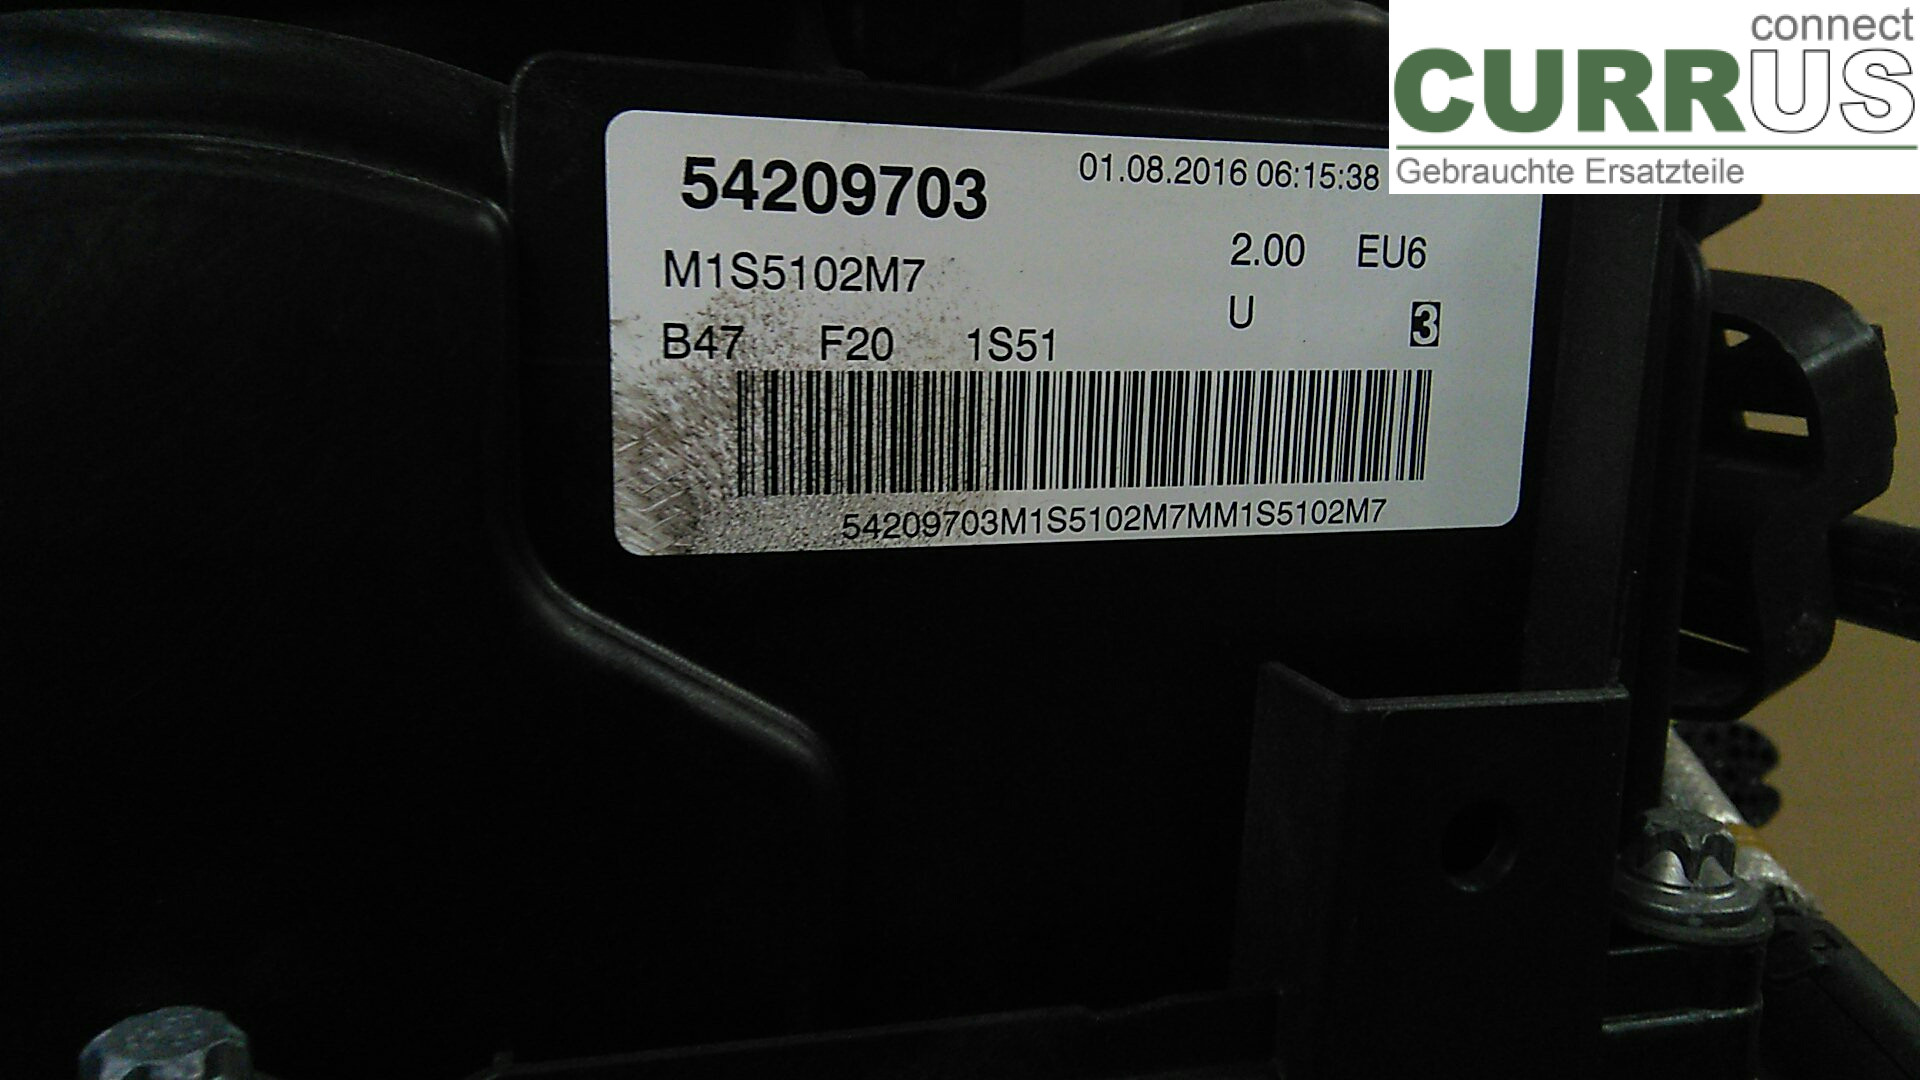 connect
CURRUS
Gebrauchte Ersatzteile
54209703 01.08.2016 06:15:38
M1S5102M7 2.00 EU6
U 3
B47 F20 1S51
54209703M1S5102M7MM1S5102M7